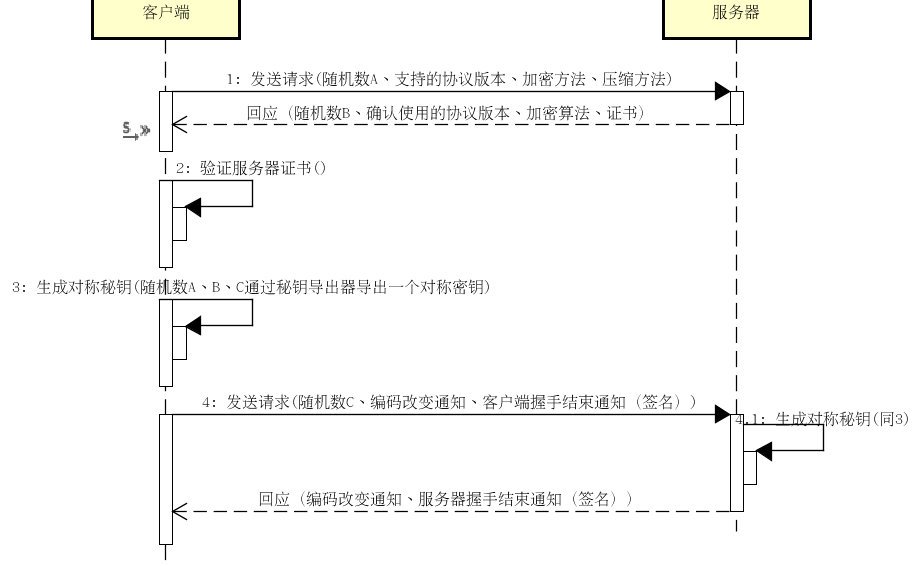 客户端
服务器
1: 发送请求(随机数A、支持的协议版本、加密方法、压缩方法)
回应（随机数B、确认使用的协议版本、加密算法、证书）
S
2: 验证服务器证书()
3: 生成对称秘钥(随机数A、B、C通过秘钥导出器导出一个对称密钥)
4: 发送请求(随机数C、编码改变通知、客户端握手结束通知（签名）)
4.1: 生成对称秘钥(同3)
回应（编码改变通知、服务器握手结束通知（签名））